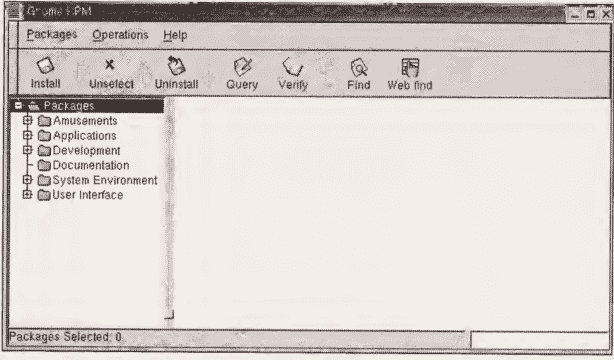 Gnome RPM
Packages Operations Help
Install Unselect Uninstall Query Verify Find Web find
Packages
Amusements
Applications
Development
Documentation
System Environment
User Interface
Packages Selected: 0